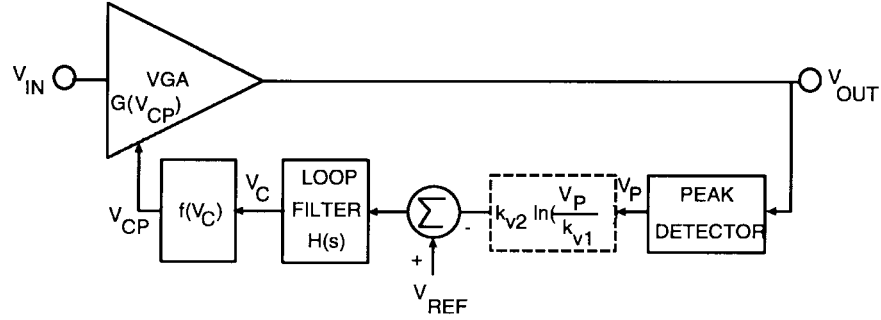 V_IN
VGA
G(V_CP)
V_OUT
V_CP
f(V_C)
V_C
LOOP
FILTER
H(s)
Σ
+
-
V_REF
k_v2 ln(V_P/k_v1)
V_P
PEAK
DETECTOR